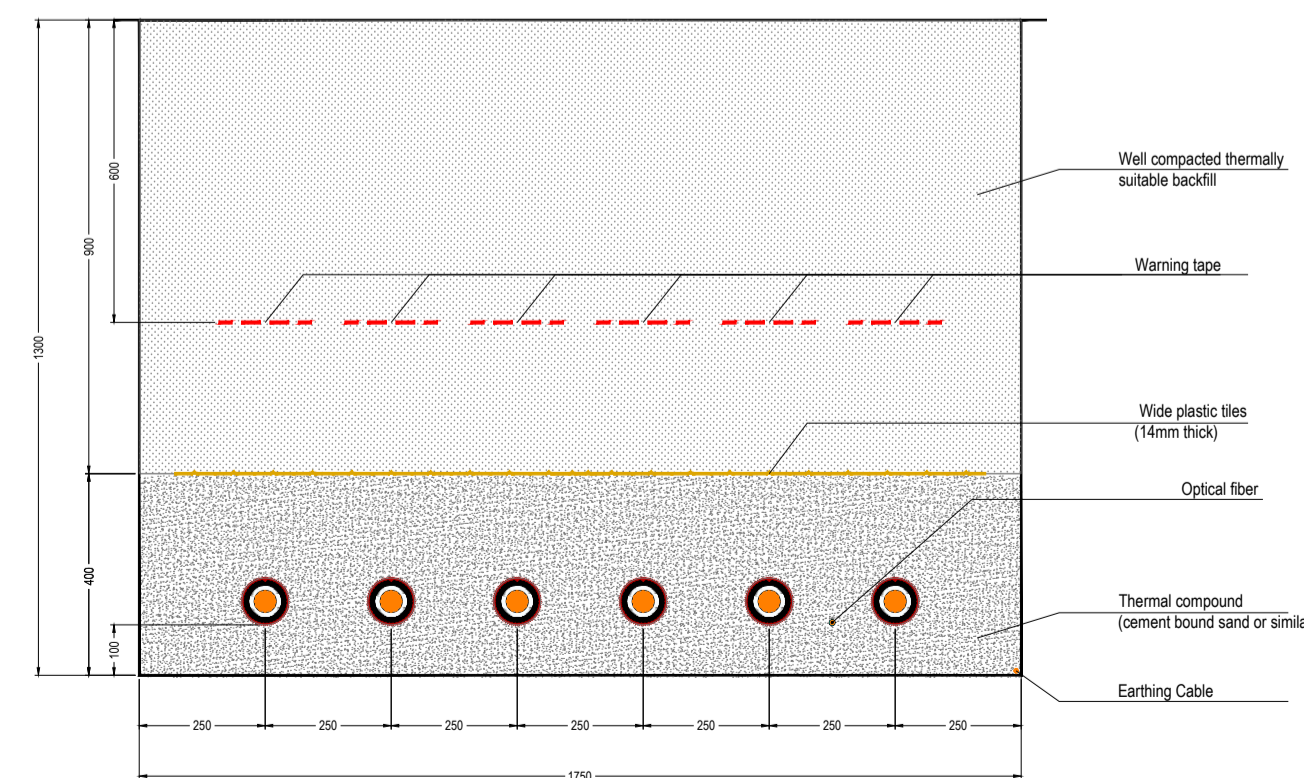 600
900
1300
400
100
Well compacted thermally
suitable backfill
Warning tape
Wide plastic tiles
(14mm thick)
Optical fiber
Thermal compound
(cement bound sand or simila
Earthing Cable
250 250 250 250 250 250 250
1750